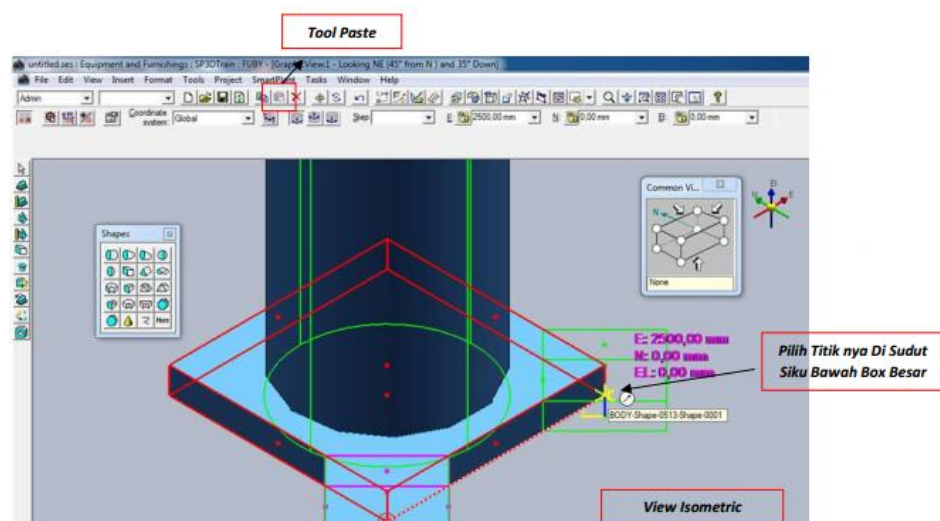 Tool Paste
untitled.ses : Equipment and Furnishings : SP3DTrain : FUBY - [Graphic View:1 - Looking NE (45° from N ) and 35° Down]
File Edit View Insert Format Tools Project SmartPlant Tasks Window Help
Admin
Coordinate system: Global Step: E: 2500,00 mm N: 0,00 mm B: 0,00 mm
Common Vi...
B
N E
Shapes
N
More
None
E: 2500,00 mm
N: 0,00 mm
EL: 0,00 mm
Pilih Titik nya Di Sudut
Siku Bawah Box Besar
BODY-Shape-0513-Shape-0001
View Isometric